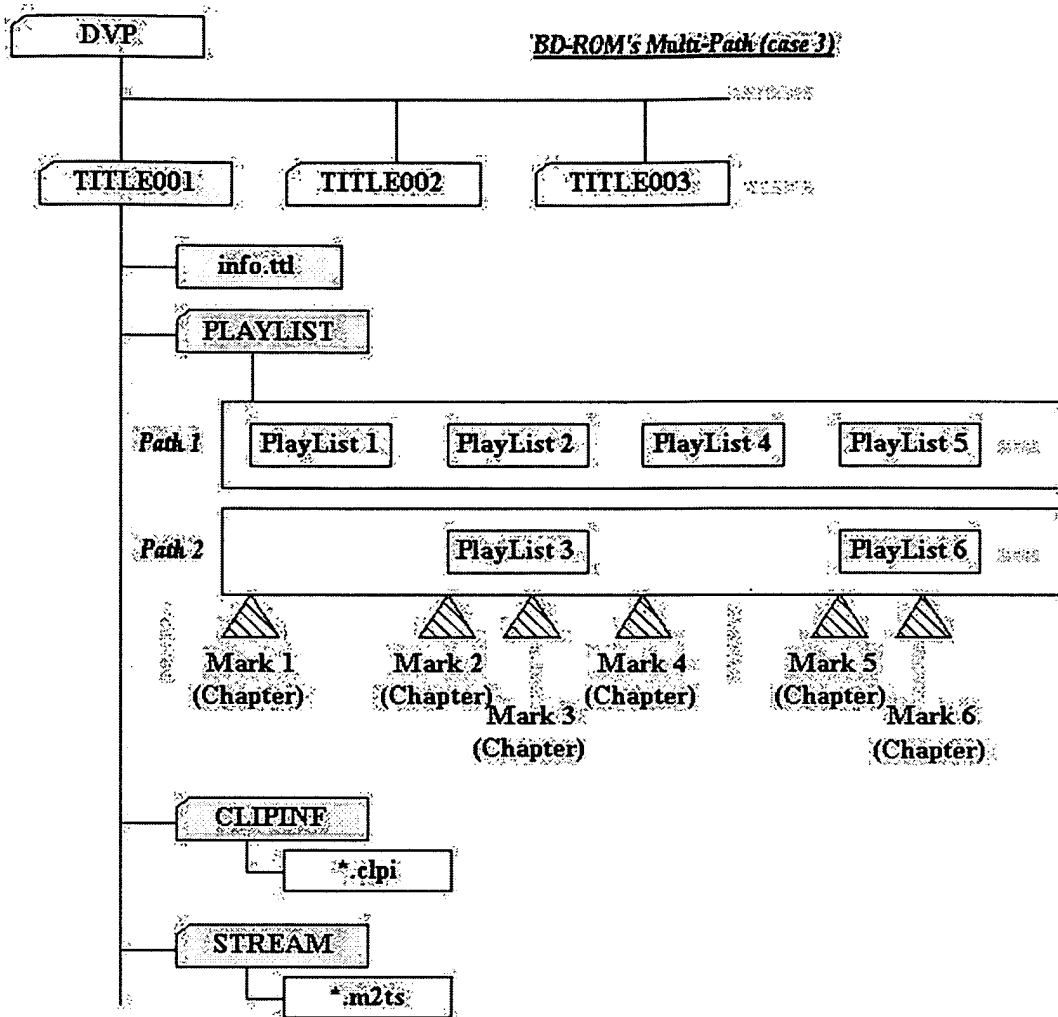 DVP
BD-ROM's Multi-Path (case 3)
TITLE001
TITLE002
TITLE003
info.ttl
PLAYLIST
Path 1
PlayList 1
PlayList 2
PlayList 4
PlayList 5
Path 2
PlayList 3
PlayList 6
Mark 1
(Chapter)
Mark 2
(Chapter)
Mark 3
(Chapter)
Mark 4
(Chapter)
Mark 5
(Chapter)
Mark 6
(Chapter)
CLIPINF
*.clpi
STREAM
*.m2ts